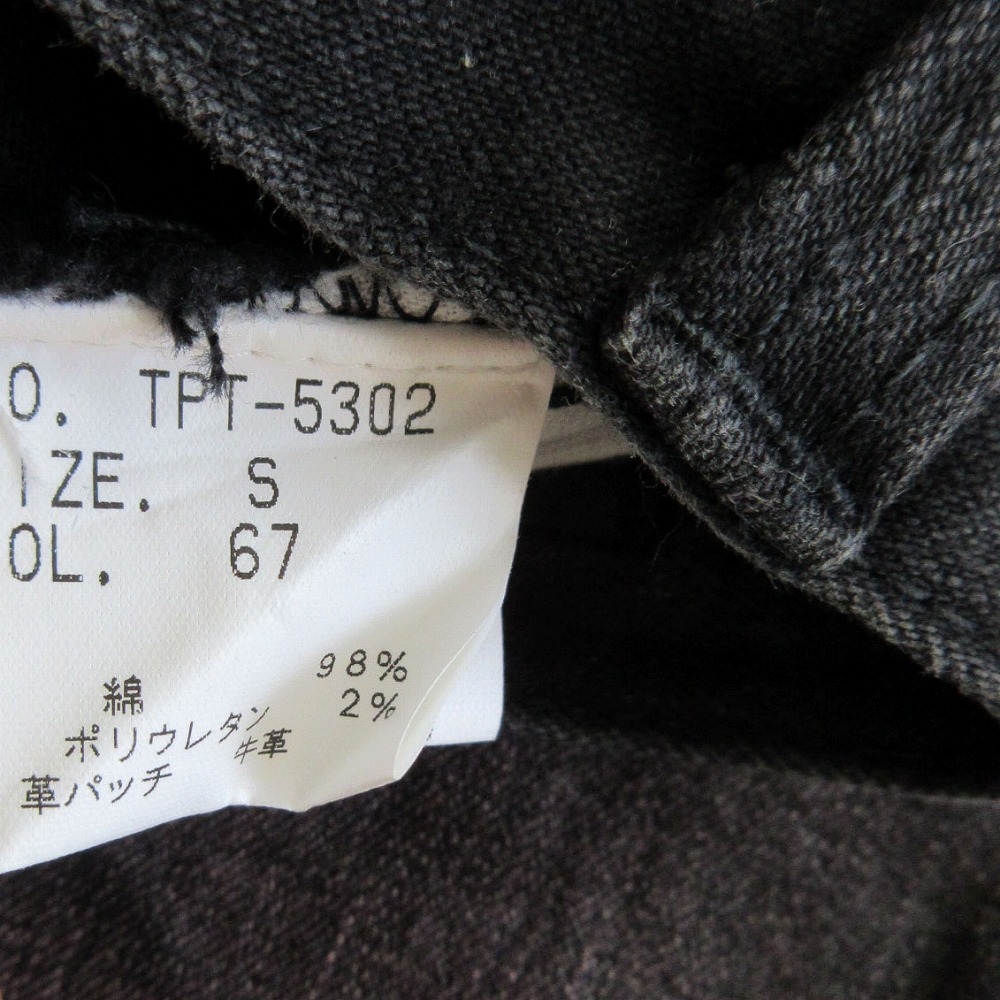 O. TPT-5302
IZE. S
OL. 67
綿 98%
ポリウレタン 2%
革パッチ 牛革